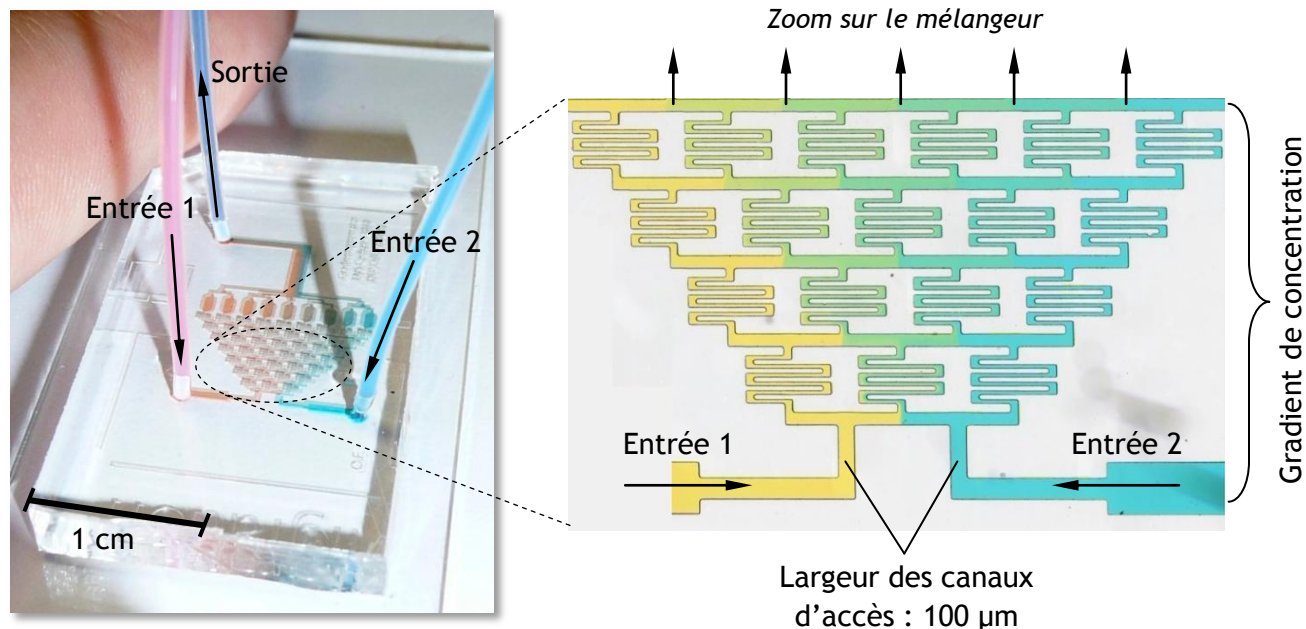 Zoom sur le mélangeur
Sortie
Entrée 1
Entrée 2
1 cm
Entrée 1
Entrée 2
Largeur des canaux
d’accès : 100 µm
Gradient de concentration